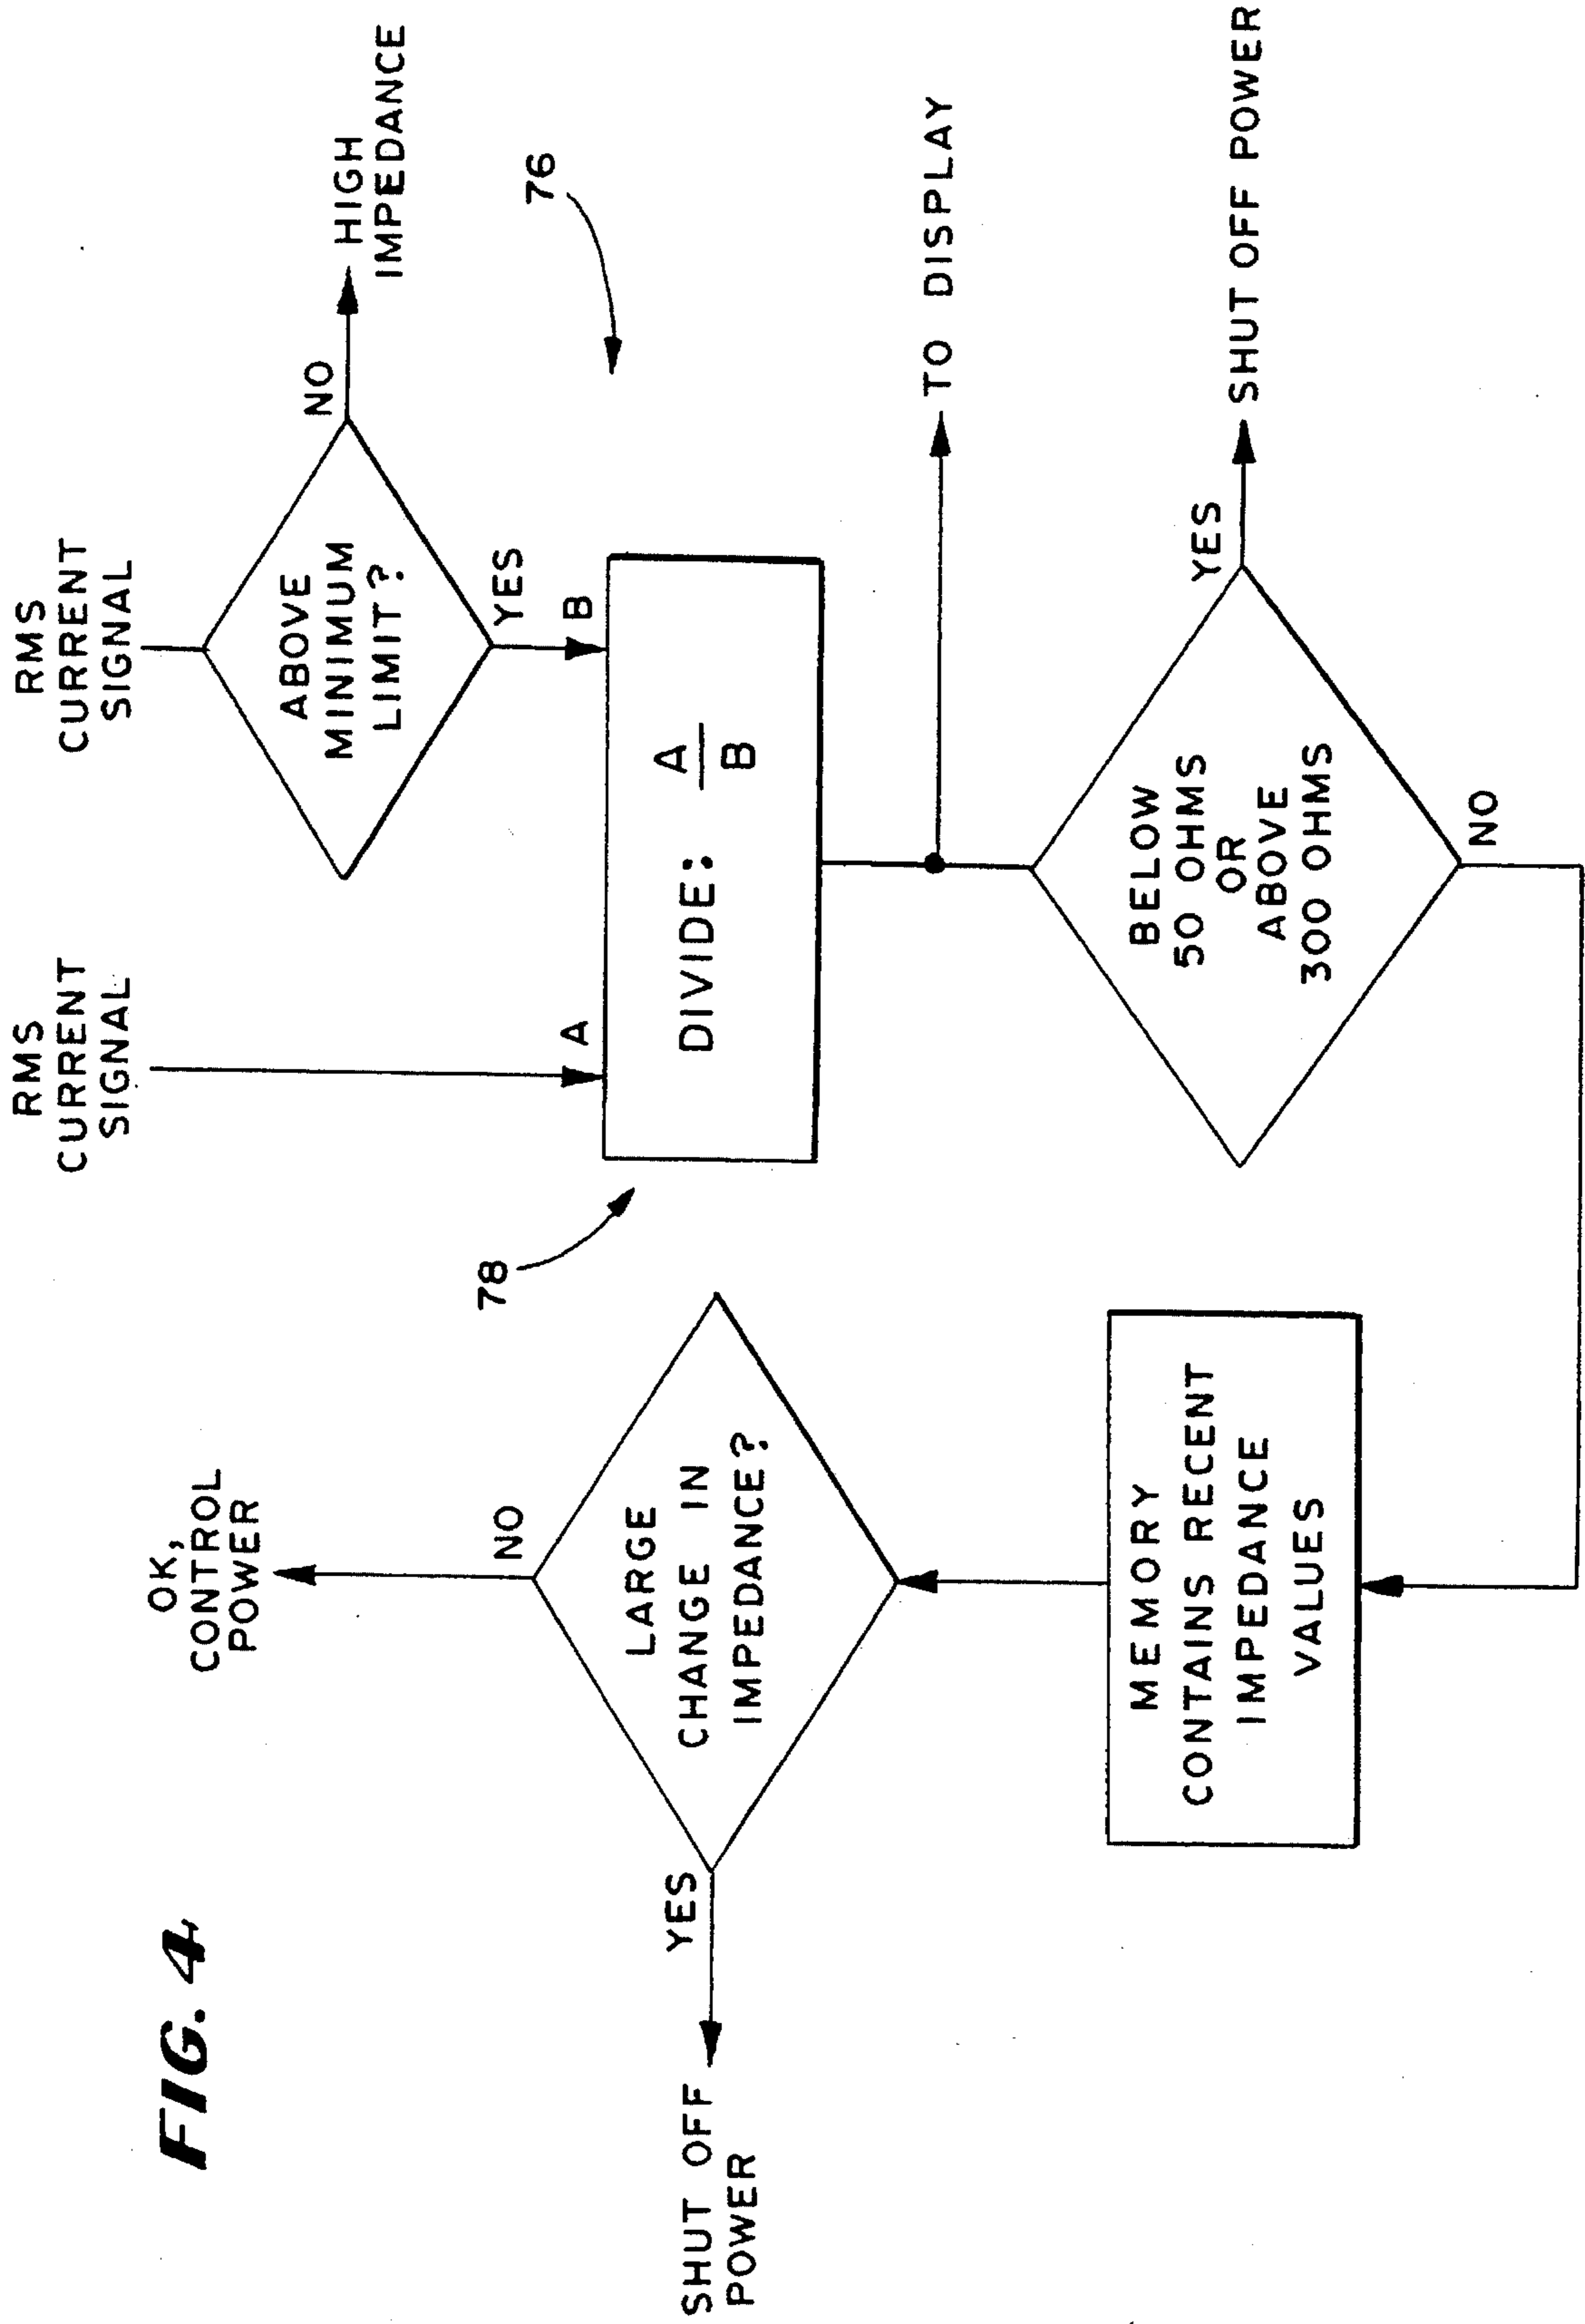 FIG. 4
RMS
CURRENT
SIGNAL
RMS
CURRENT
SIGNAL
ABOVE
MINIMUM
LIMIT?
NO
HIGH
IMPEDANCE
YES
A
B
76
78
DIVIDE: A
B
TO DISPLAY
BELOW
50 OHMS
OR
ABOVE
300 OHMS
YES
SHUT OFF POWER
NO
MEMORY
CONTAINS RECENT
IMPEDANCE
VALUES
LARGE
CHANGE IN
IMPEDANCE?
NO
OK,
CONTROL
POWER
YES
SHUT OFF
POWER